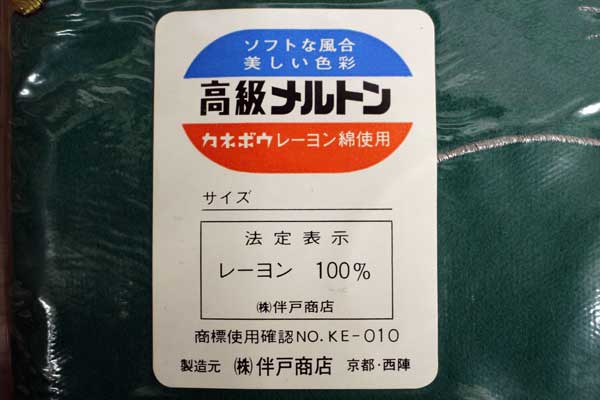 ソフトな風合
美しい色彩
高級メルトン
カネボウレーヨン綿使用
サイズ
法定表示
レーヨン 100%
㈱伴戸商店
商標使用確認NO.KE-010
製造元 ㈱伴戸商店 京都・西陣